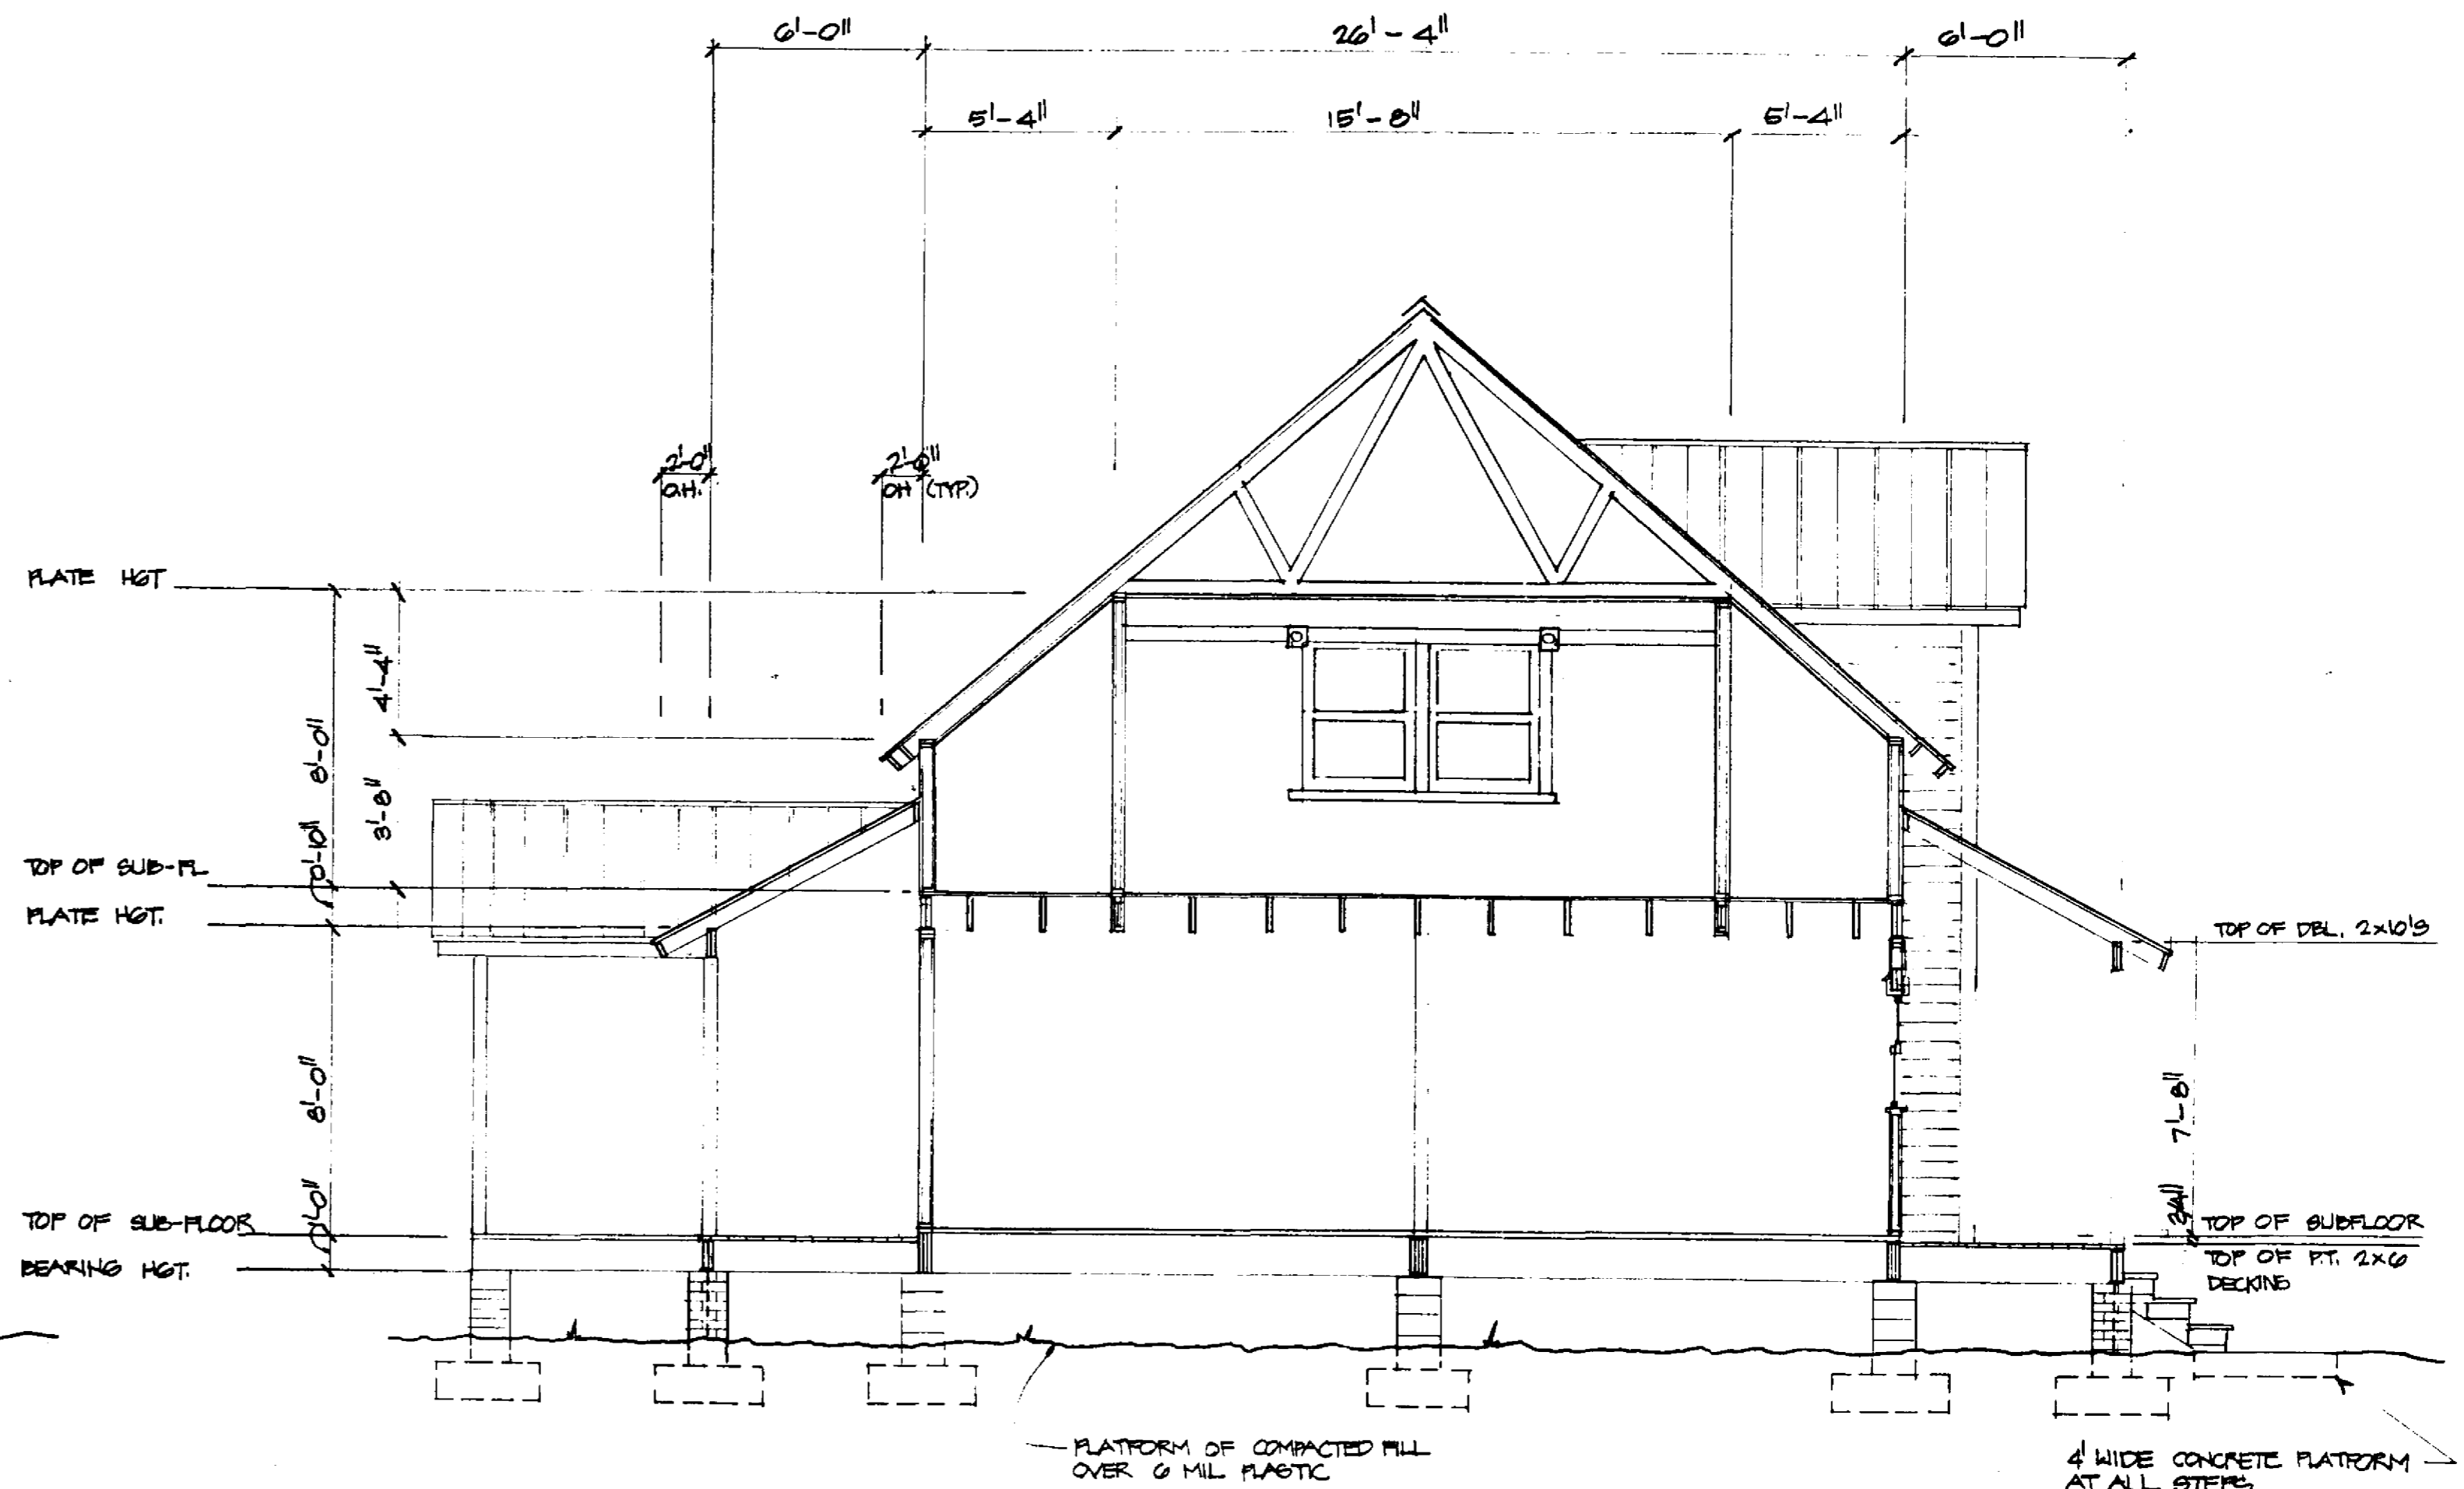 6'-0" 26'-4" 6'-0"
5'-4" 15'-8" 5'-4"
2'-0" 2'-0"
O.H. OH (TYP.)
PLATE HGT
4'-4"
8'-0"
3'-8"
0'-10"
TOP OF SUB-FL
PLATE HGT.
TOP OF DBL. 2x10'S
8'-0"
7'-8"
1'-0"
TOP OF SUB-FLOOR
TOP OF SUBFLOOR
BEARING HGT.
TOP OF P.T. 2x6
DECKING
PLATFORM OF COMPACTED FILL
OVER 6 MIL PLASTIC
4' WIDE CONCRETE PLATFORM
AT ALL STEPS